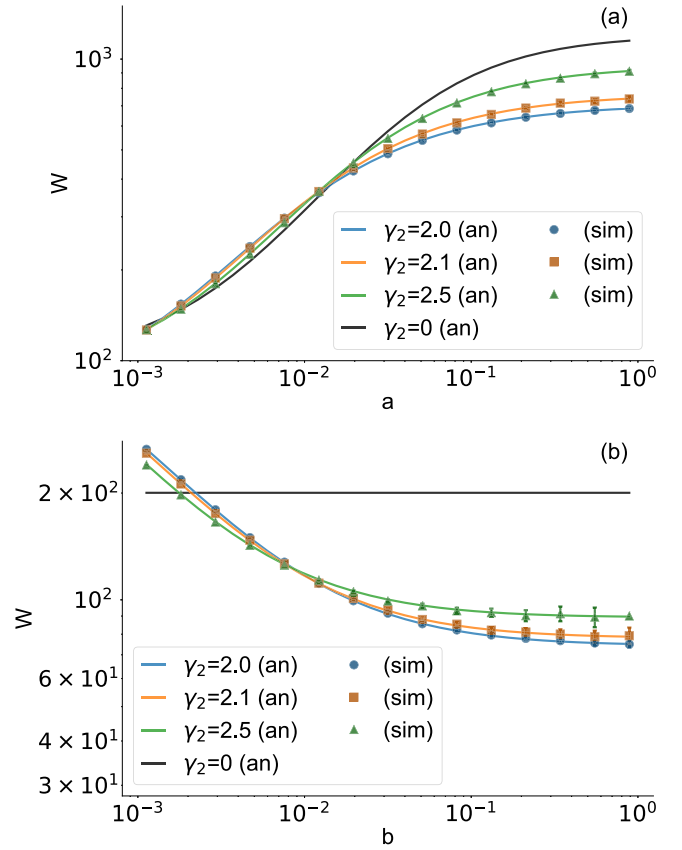 (a)
10³
W
γ₂=2.0 (an) (sim)
γ₂=2.1 (an) (sim)
γ₂=2.5 (an) (sim)
γ₂=0 (an)
10²
10⁻³ 10⁻² 10⁻¹ 10⁰
a
(b)
2 × 10²
W
10²
γ₂=2.0 (an) (sim)
6 × 10¹
γ₂=2.1 (an) (sim)
γ₂=2.5 (an) (sim)
4 × 10¹
γ₂=0 (an)
3 × 10¹
10⁻³ 10⁻² 10⁻¹ 10⁰
b